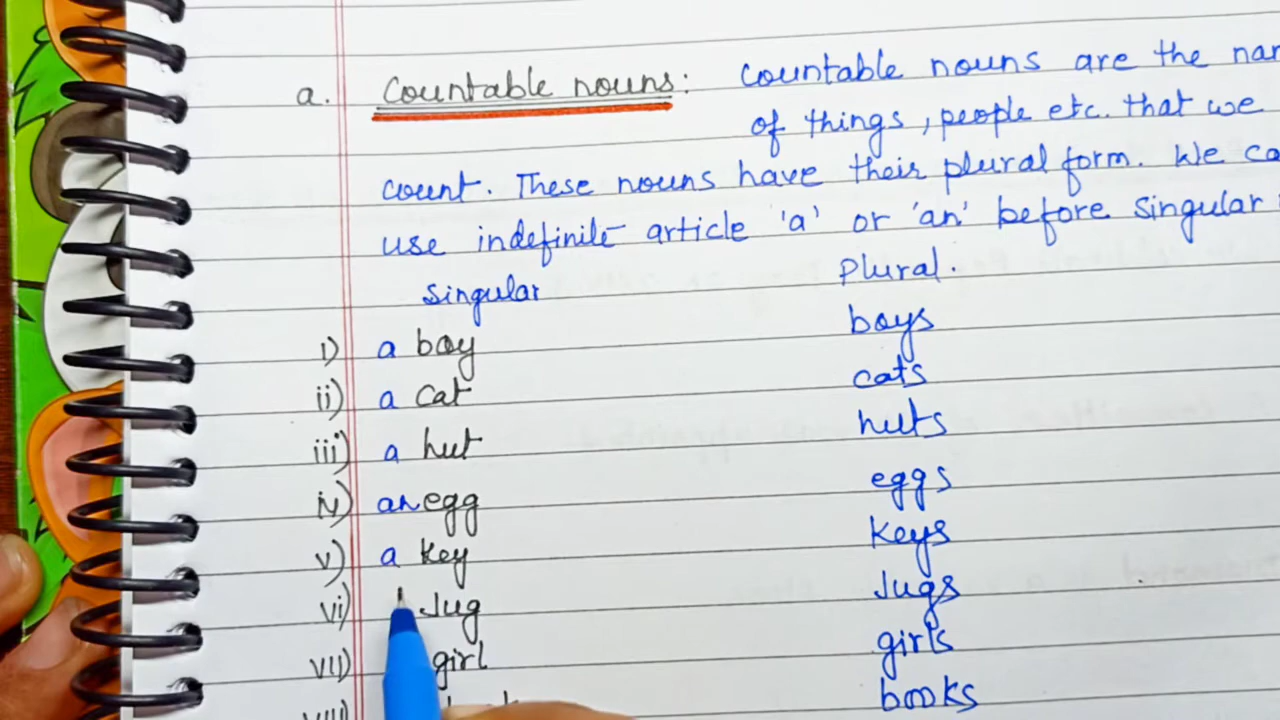 a. Countable nouns: Countable nouns are the
of things, people etc. that we
count. These nouns have their plural form. We
use indefinite article 'a' or 'an' before singular
singular Plural.
i) a boy boys
ii) a cat cats
iii) a hut huts
iv) an egg eggs
v) a key keys
vi) Jug Jugs
vii) girl girls
books